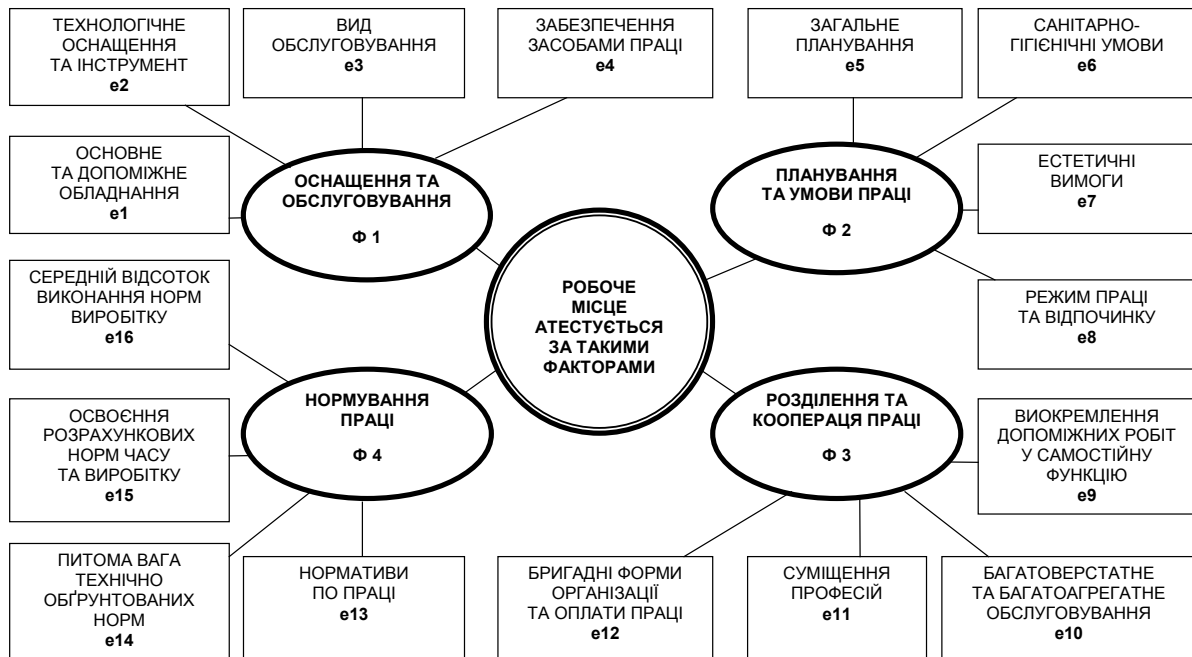 ТЕХНОЛОГІЧНЕ
ОСНАЩЕННЯ
ТА ІНСТРУМЕНТ
е2
ВИД
ОБСЛУГОВУВАННЯ
е3
ЗАБЕЗПЕЧЕННЯ
ЗАСОБАМИ ПРАЦІ
е4
ЗАГАЛЬНЕ
ПЛАНУВАННЯ
е5
САНІТАРНО-
ГІГІЄНІЧНІ УМОВИ
е6
ОСНОВНЕ
ТА ДОПОМІЖНЕ
ОБЛАДНАННЯ
е1
ОСНАЩЕННЯ ТА
ОБСЛУГОВУВАННЯ
Ф 1
ПЛАНУВАННЯ
ТА УМОВИ ПРАЦІ
Ф 2
ЕСТЕТИЧНІ
ВИМОГИ
е7
СЕРЕДНІЙ ВІДСОТОК
ВИКОНАННЯ НОРМ
ВИРОБІТКУ
е16
РОБОЧЕ
МІСЦЕ
АТЕСТУЄТЬСЯ
ЗА ТАКИМИ
ФАКТОРАМИ
РЕЖИМ ПРАЦІ
ТА ВІДПОЧИНКУ
е8
НОРМУВАННЯ
ПРАЦІ
Ф 4
РОЗДІЛЕННЯ ТА
КООПЕРАЦЯ ПРАЦІ
Ф 3
ОСВОЄННЯ
РОЗРАХУНКОВИХ
НОРМ ЧАСУ
ТА ВИРОБІТКУ
е15
ВИОКРЕМЛЕННЯ
ДОПОМІЖНИХ РОБІТ
У САМОСТІЙНУ
ФУНКЦІЮ
е9
ПИТОМА ВАГА
ТЕХНІЧНО
ОБҐРУНТОВАНИХ
НОРМ
е14
НОРМАТИВИ
ПО ПРАЦІ
е13
БРИГАДНІ ФОРМИ
ОРГАНІЗАЦІЇ
ТА ОПЛАТИ ПРАЦІ
е12
СУМІЩЕННЯ
ПРОФЕСІЙ
е11
БАГАТОВЕРСТАТНЕ
ТА БАГАТОАГРЕГАТНЕ
ОБСЛУГОВУВАННЯ
е10